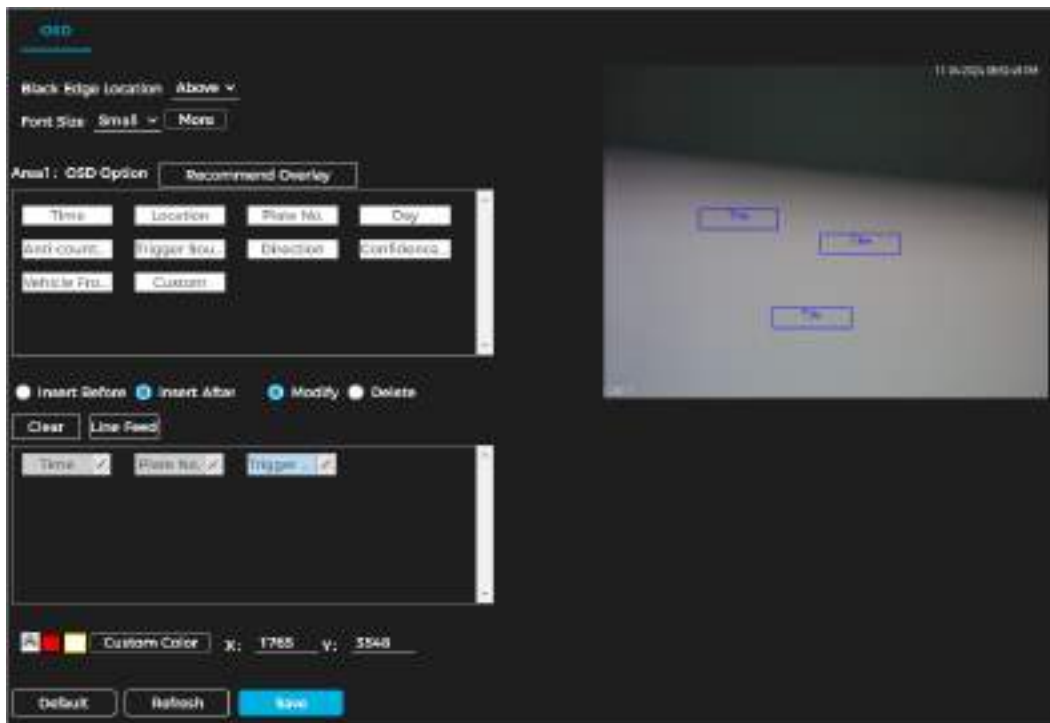 OSD
Black Edge Location Above
Font Size Small More
Area1: OSD Option Recommend Overlay
Time Location Plate No. Day
Anti-count... Trigger Sou... Direction Confidence...
Vehicle Fro... Custom
Insert Before Insert After Modify Delete
Clear Line Feed
Time Plate No. Trigger ...
A Custom Color X: 1765 Y: 3548
Default Refresh Save